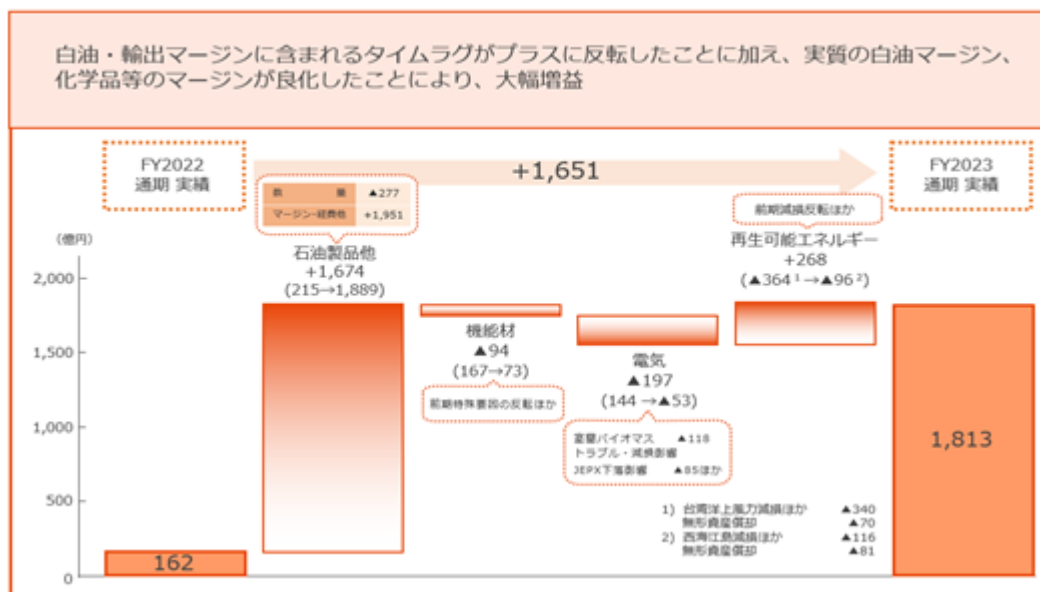 白油・輸出マージンに含まれるタイムラグがプラスに反転したことに加え、実質の白油マージン、
化学品等のマージンが良化したことにより、大幅増益
FY2022
通期 実績
+1,651
FY2023
通期 実績
数 量 ▲277
マージン・経費他 +1,951
前期減損反転ほか
(億円)
石油製品他
+1,674
(215→1,889)
再生可能エネルギー
+268
(▲364¹→▲96²)
2,000
機能材
▲94
(167→73)
前期特殊要因の反転ほか
電気
▲197
(144→▲53)
室蘭バイオマス ▲118
トラブル・減損影響
JEPX下落影響 ▲85ほか
1,500
1,000
500
0
162
1,813
1) 台湾洋上風力減損ほか ▲340
無形資産償却 ▲70
2) 西海江島減損ほか ▲116
無形資産償却 ▲81